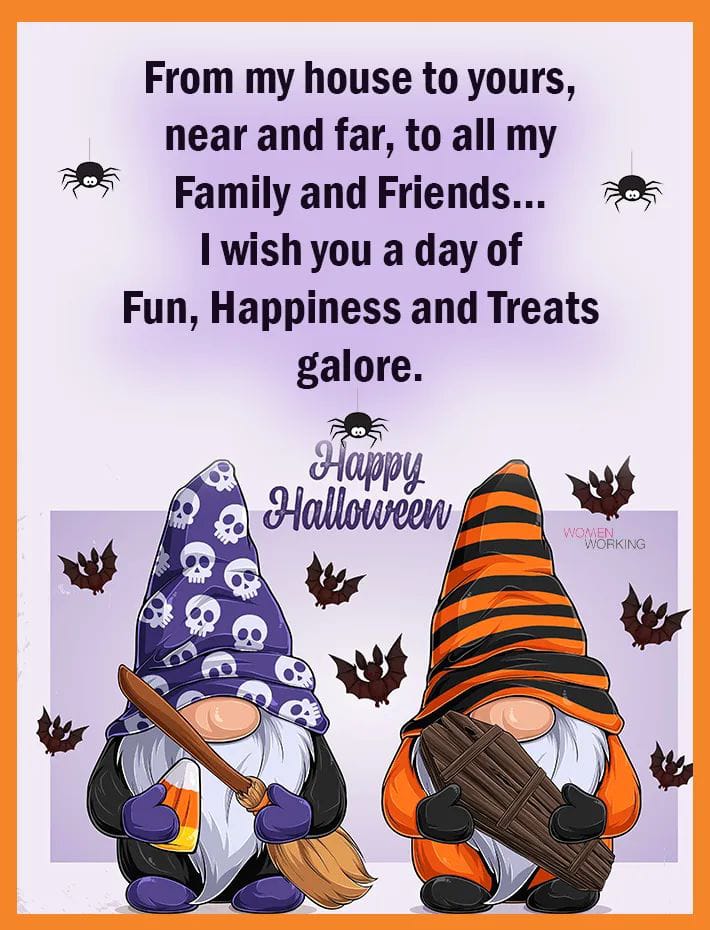 From my house to yours,
near and far, to all my
Family and Friends...
I wish you a day of
Fun, Happiness and Treats
galore.
Happy
Halloween
WOMEN
WORKING